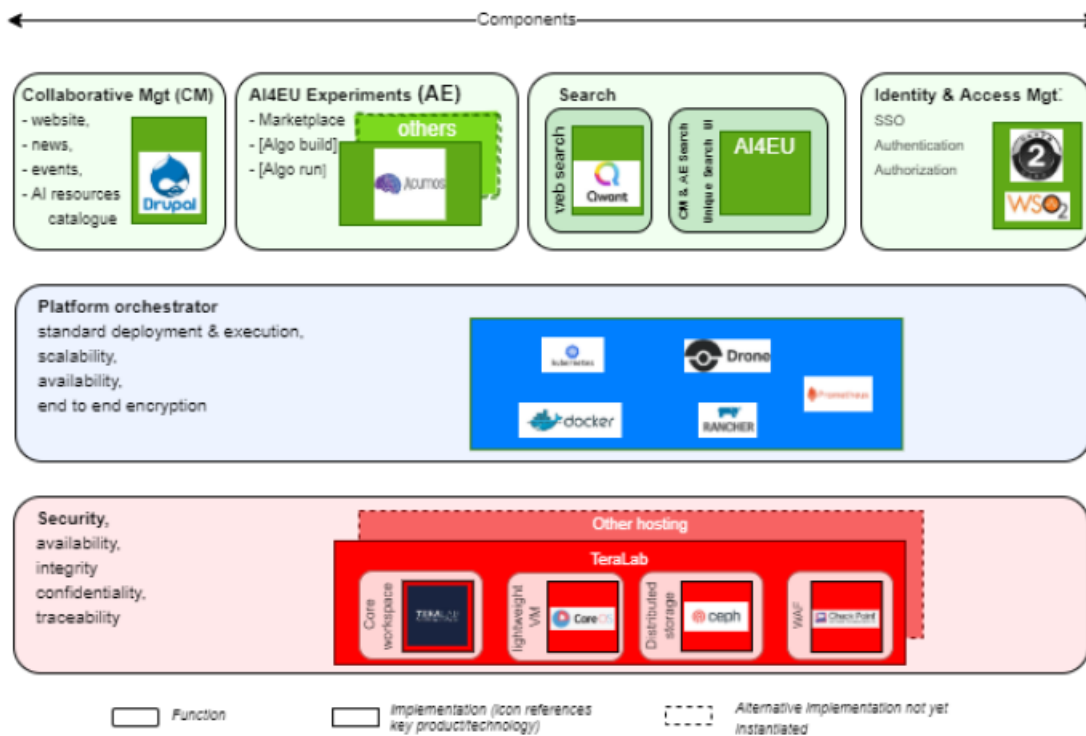 Components
Collaborative Mgt (CM)
- website,
- news,
- events,
- AI resources
catalogue
Drupal
AI4EU Experiments (AE)
- Marketplace
- [Algo build]
- [Algo run]
others
Acumos
Search
web search
Qwant
CM & AE Search
Unique Search UI
AI4EU
Identity & Access Mgt.
SSO
Authentication
Authorization
2
WSO2
Platform orchestrator
standard deployment & execution,
scalability,
availability,
end to end encryption
kubernetes
Drone
Prometheus
docker
RANCHER
Security,
availability,
integrity
confidentiality,
traceability
Other hosting
TeraLab
Core
workspace
TERALAB
lightweight
VM
CoreOS
Distributed
storage
ceph
WAF
Check Point
Function
Implementation (icon references
key product/technology)
Alternative implementation not yet
instantiated